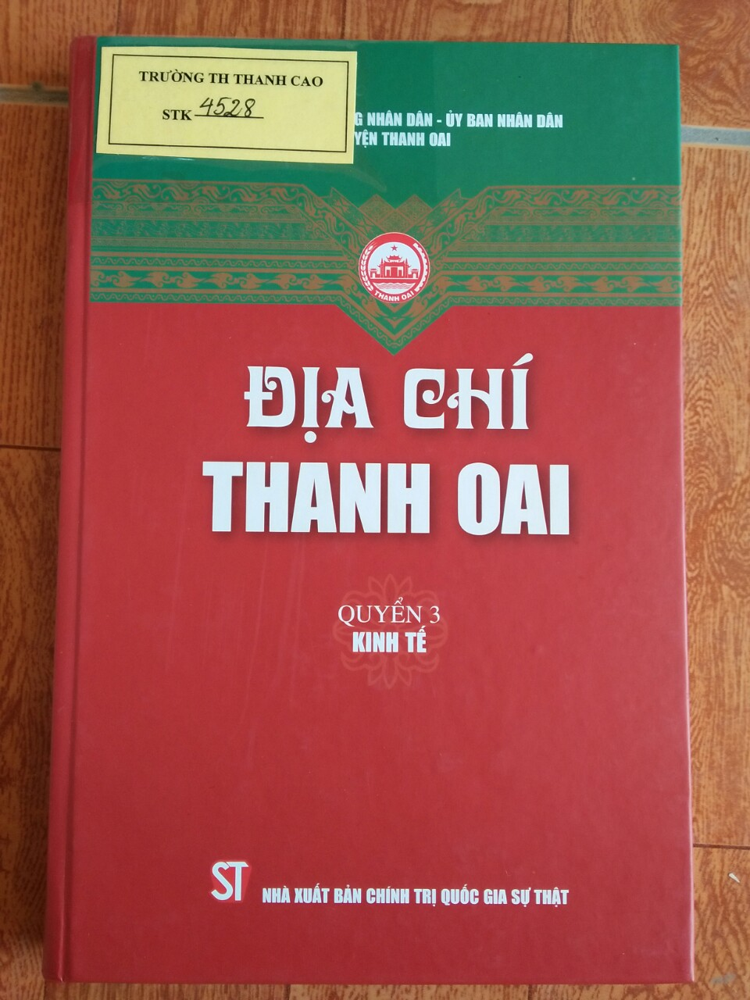 TRƯỜNG TH THANH CAO
STK 4528
NHÂN DÂN - ỦY BAN NHÂN DÂN
THANH OAI
THANH OAI
ĐỊA CHÍ
THANH OAI
QUYỂN 3
KINH TẾ
ST
NHÀ XUẤT BẢN CHÍNH TRỊ QUỐC GIA SỰ THẬT